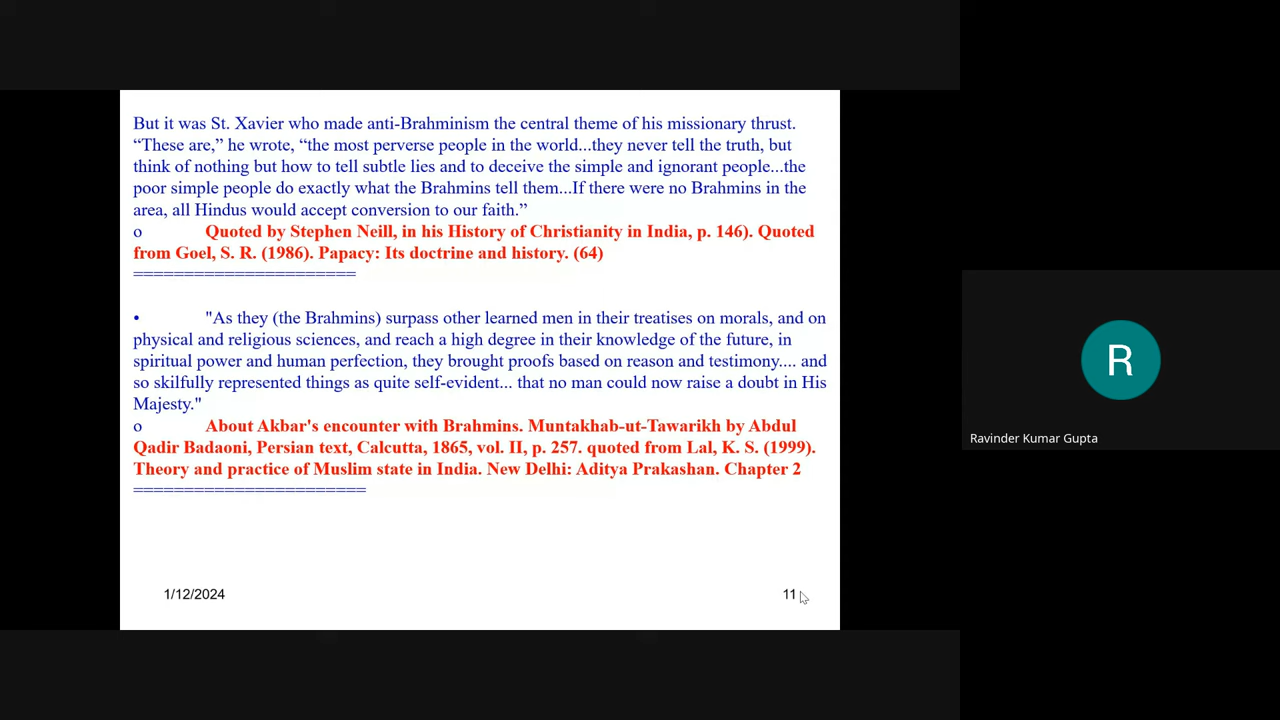 But it was St. Xavier who made anti-Brahminism the central theme of his missionary thrust.
“These are,” he wrote, “the most perverse people in the world...they never tell the truth, but
think of nothing but how to tell subtle lies and to deceive the simple and ignorant people...the
poor simple people do exactly what the Brahmins tell them...If there were no Brahmins in the
area, all Hindus would accept conversion to our faith.”
o Quoted by Stephen Neill, in his History of Christianity in India, p. 146). Quoted
from Goel, S. R. (1986). Papacy: Its doctrine and history. (64)
======================
• "As they (the Brahmins) surpass other learned men in their treatises on morals, and on
physical and religious sciences, and reach a high degree in their knowledge of the future, in
spiritual power and human perfection, they brought proofs based on reason and testimony.... and
so skilfully represented things as quite self-evident... that no man could now raise a doubt in His
Majesty."
o About Akbar's encounter with Brahmins. Muntakhab-ut-Tawarikh by Abdul
Qadir Badaoni, Persian text, Calcutta, 1865, vol. II, p. 257. quoted from Lal, K. S. (1999).
Theory and practice of Muslim state in India. New Delhi: Aditya Prakashan. Chapter 2
=======================
1/12/2024
11
R
Ravinder Kumar Gupta